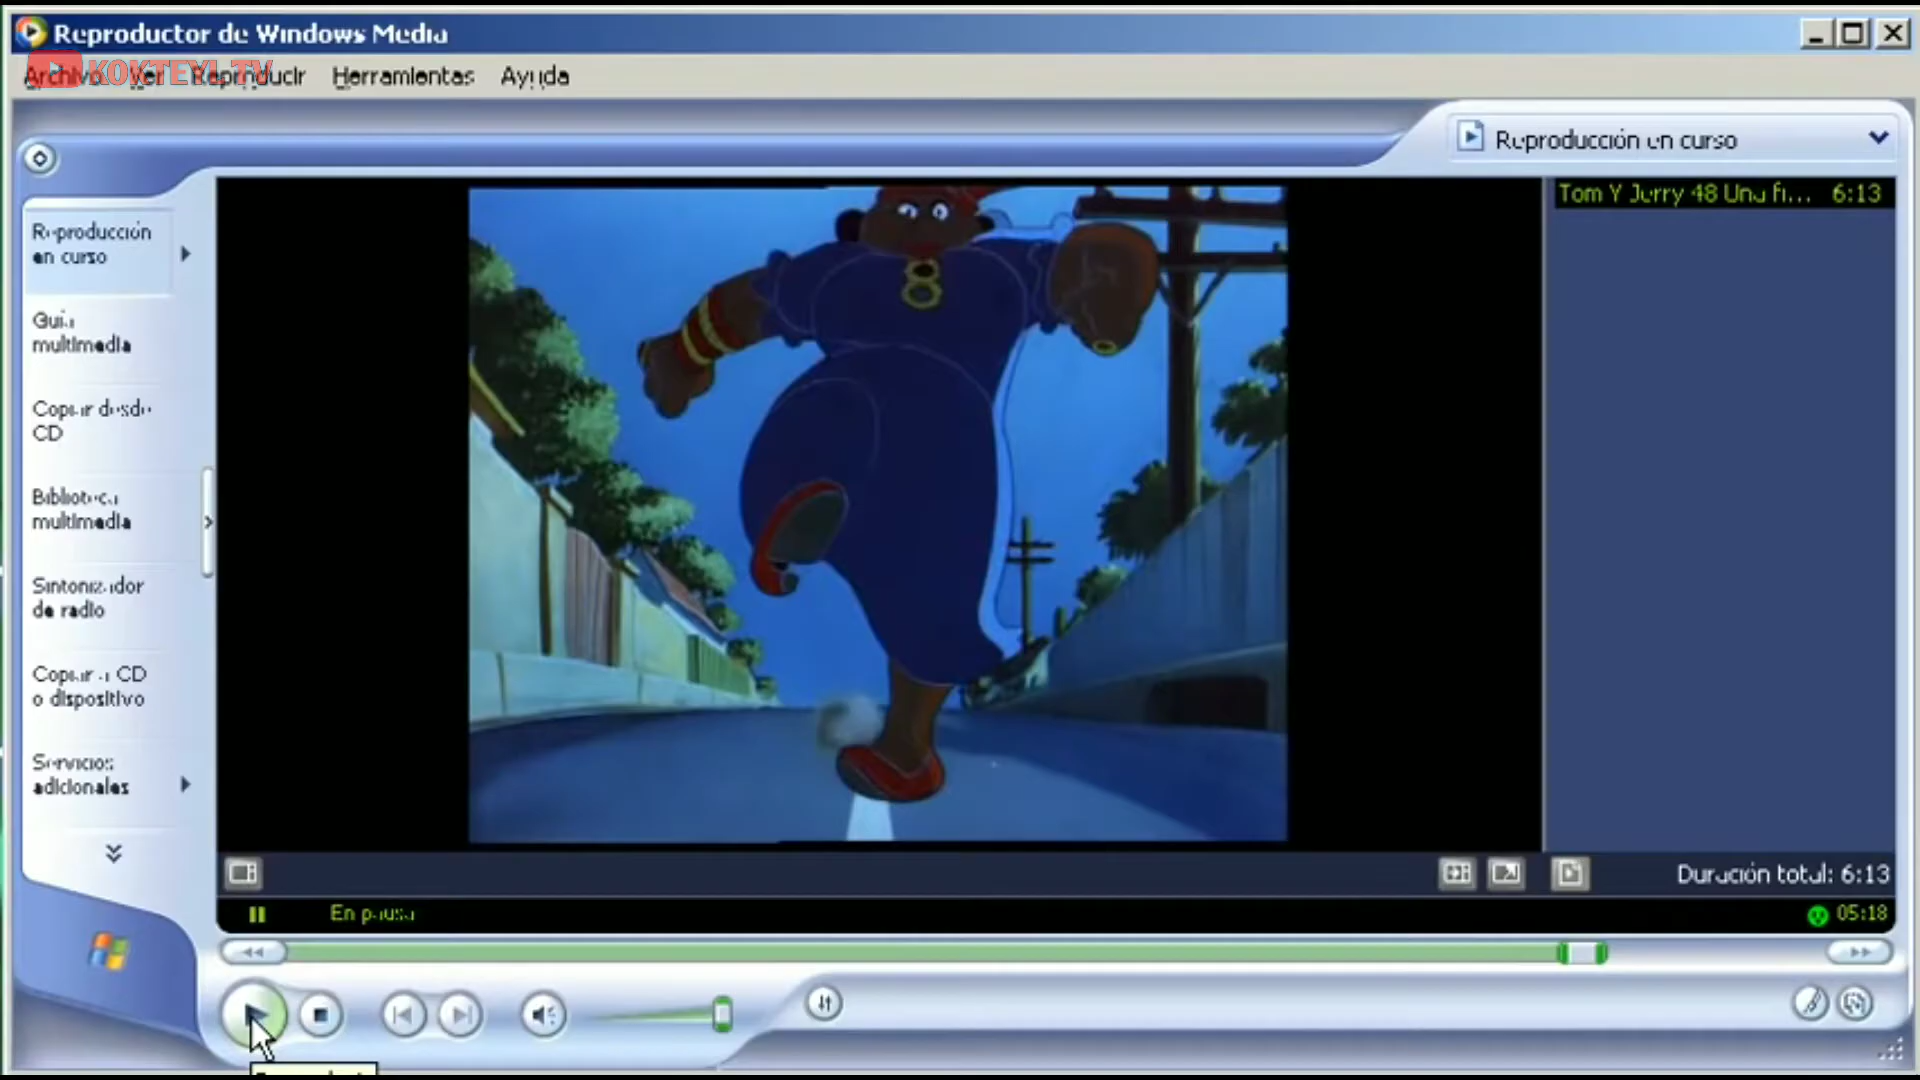 Reproductor de Windows Media
Archivo Ver Reproducir Herramientas Ayuda
KOKTEYL TV
Reproducción en curso
Tom Y Jerry 48 Una fi... 6:13
Reproducción
en curso
Guía
multimedia
Copiar desde
CD
Biblioteca
multimedia
Sintonizador
de radio
Copiar a CD
o dispositivo
Servicios
adicionales
Duración total: 6:13
En pausa
05:18